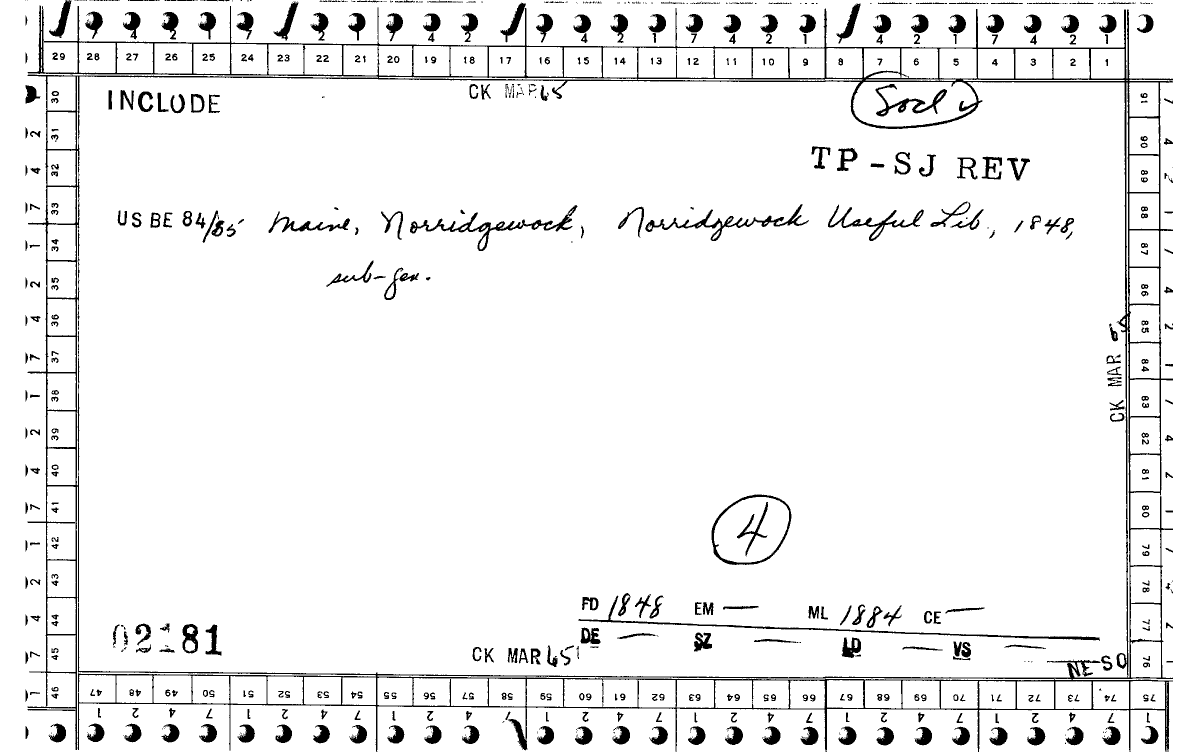 7 4 2 1 7 2 1 7 4 2 1 7 4 2 1 7 4 2 1 7 4 2 1 7 4 2 1
29 28 27 26 25 24 23 22 21 20 19 18 17 16 15 14 13 12 11 10 9 8 7 6 5 4 3 2 1
INCLUDE
CK MAR 65
Socl ✓
TP-SJ REV
US BE 84/85 Maine, Norridgewock, Norridgewock Useful Lib., 1848,
sub-gen.
4
FD 1848 EM — ML 1884 CE —
DE — SZ — LD — VS —
02181
CK MAR 65
NE-SO
CK MAR 65
30 31 32 33 34 35 36 37 38 39 40 41 42 43 44 45 46
91 90 89 88 87 86 85 84 83 82 81 80 79 78 77 76 75
47 48 49 50 51 52 53 54 55 56 57 58 59 60 61 62 63 64 65 66 67 68 69 70 71 72 73 74 75
1 2 4 7 1 2 4 7 1 2 4 7 1 2 4 7 1 2 4 7 1 2 4 7 1 2 4 7